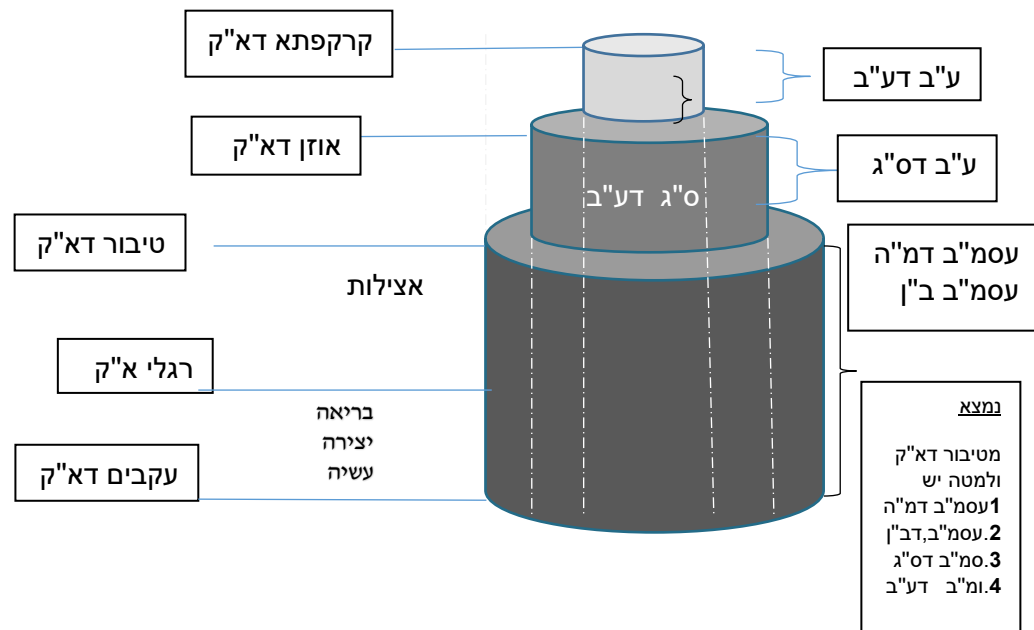 קרקפתא דא"ק
ע"ב דע"ב
אוזן דא"ק
ע"ב דס"ג
ס"ג דע"ב
טיבור דא"ק
עסמ"ב דמ"ה
עסמ"ב ב"ן
אצילות
רגלי א"ק
בריאה
יצירה
עשיה
עקבים דא"ק
נמצא
מטיבור דא"ק
ולמטה יש
1עסמ"ב דמ"ה
2.עסמ"ב,דב"ן
3.סמ"ב דס"ג
4.ומ"ב דע"ב